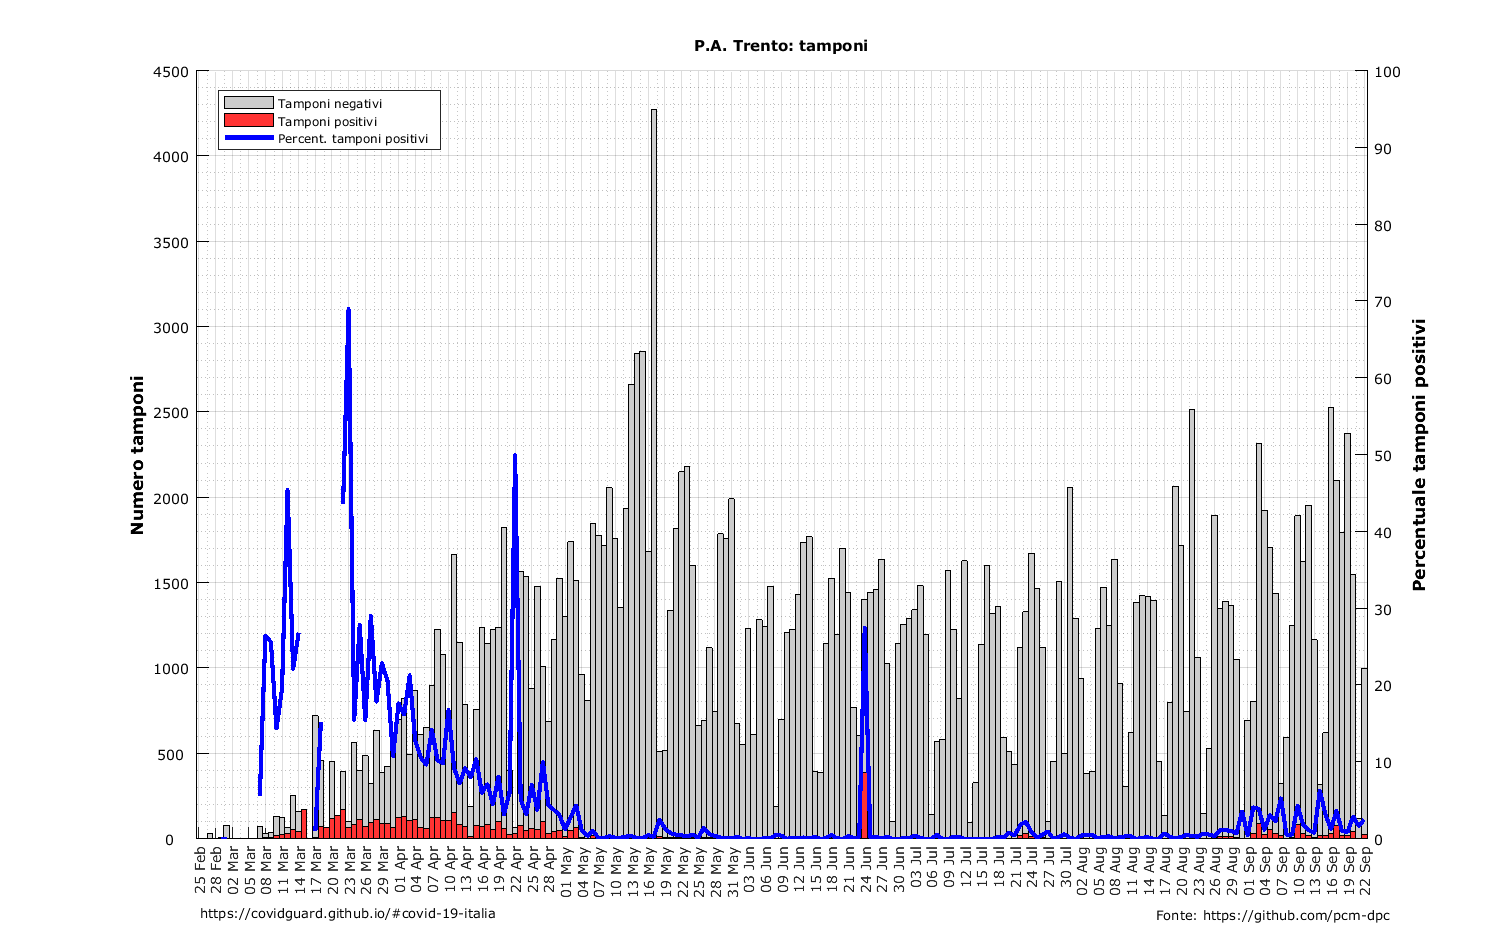 P.A. Trento: tamponi
4500
4000
3500
3000
2500
2000
1500
1000
500
0
Numero tamponi
Tamponi negativi
Tamponi positivi
Percent. tamponi positivi
100
90
80
70
60
50
40
30
20
10
0
Percentuale tamponi positivi
25 Feb
28 Feb
02 Mar
05 Mar
08 Mar
11 Mar
14 Mar
17 Mar
20 Mar
23 Mar
26 Mar
29 Mar
01 Apr
04 Apr
07 Apr
10 Apr
13 Apr
16 Apr
19 Apr
22 Apr
25 Apr
28 Apr
01 May
04 May
07 May
10 May
13 May
16 May
19 May
22 May
25 May
28 May
31 May
03 Jun
06 Jun
09 Jun
12 Jun
15 Jun
18 Jun
21 Jun
24 Jun
27 Jun
30 Jun
03 Jul
06 Jul
09 Jul
12 Jul
15 Jul
18 Jul
21 Jul
24 Jul
27 Jul
30 Jul
02 Aug
05 Aug
08 Aug
11 Aug
14 Aug
17 Aug
20 Aug
23 Aug
26 Aug
29 Aug
01 Sep
04 Sep
07 Sep
10 Sep
13 Sep
16 Sep
19 Sep
22 Sep
https://covidguard.github.io/#covid-19-italia
Fonte: https://github.com/pcm-dpc